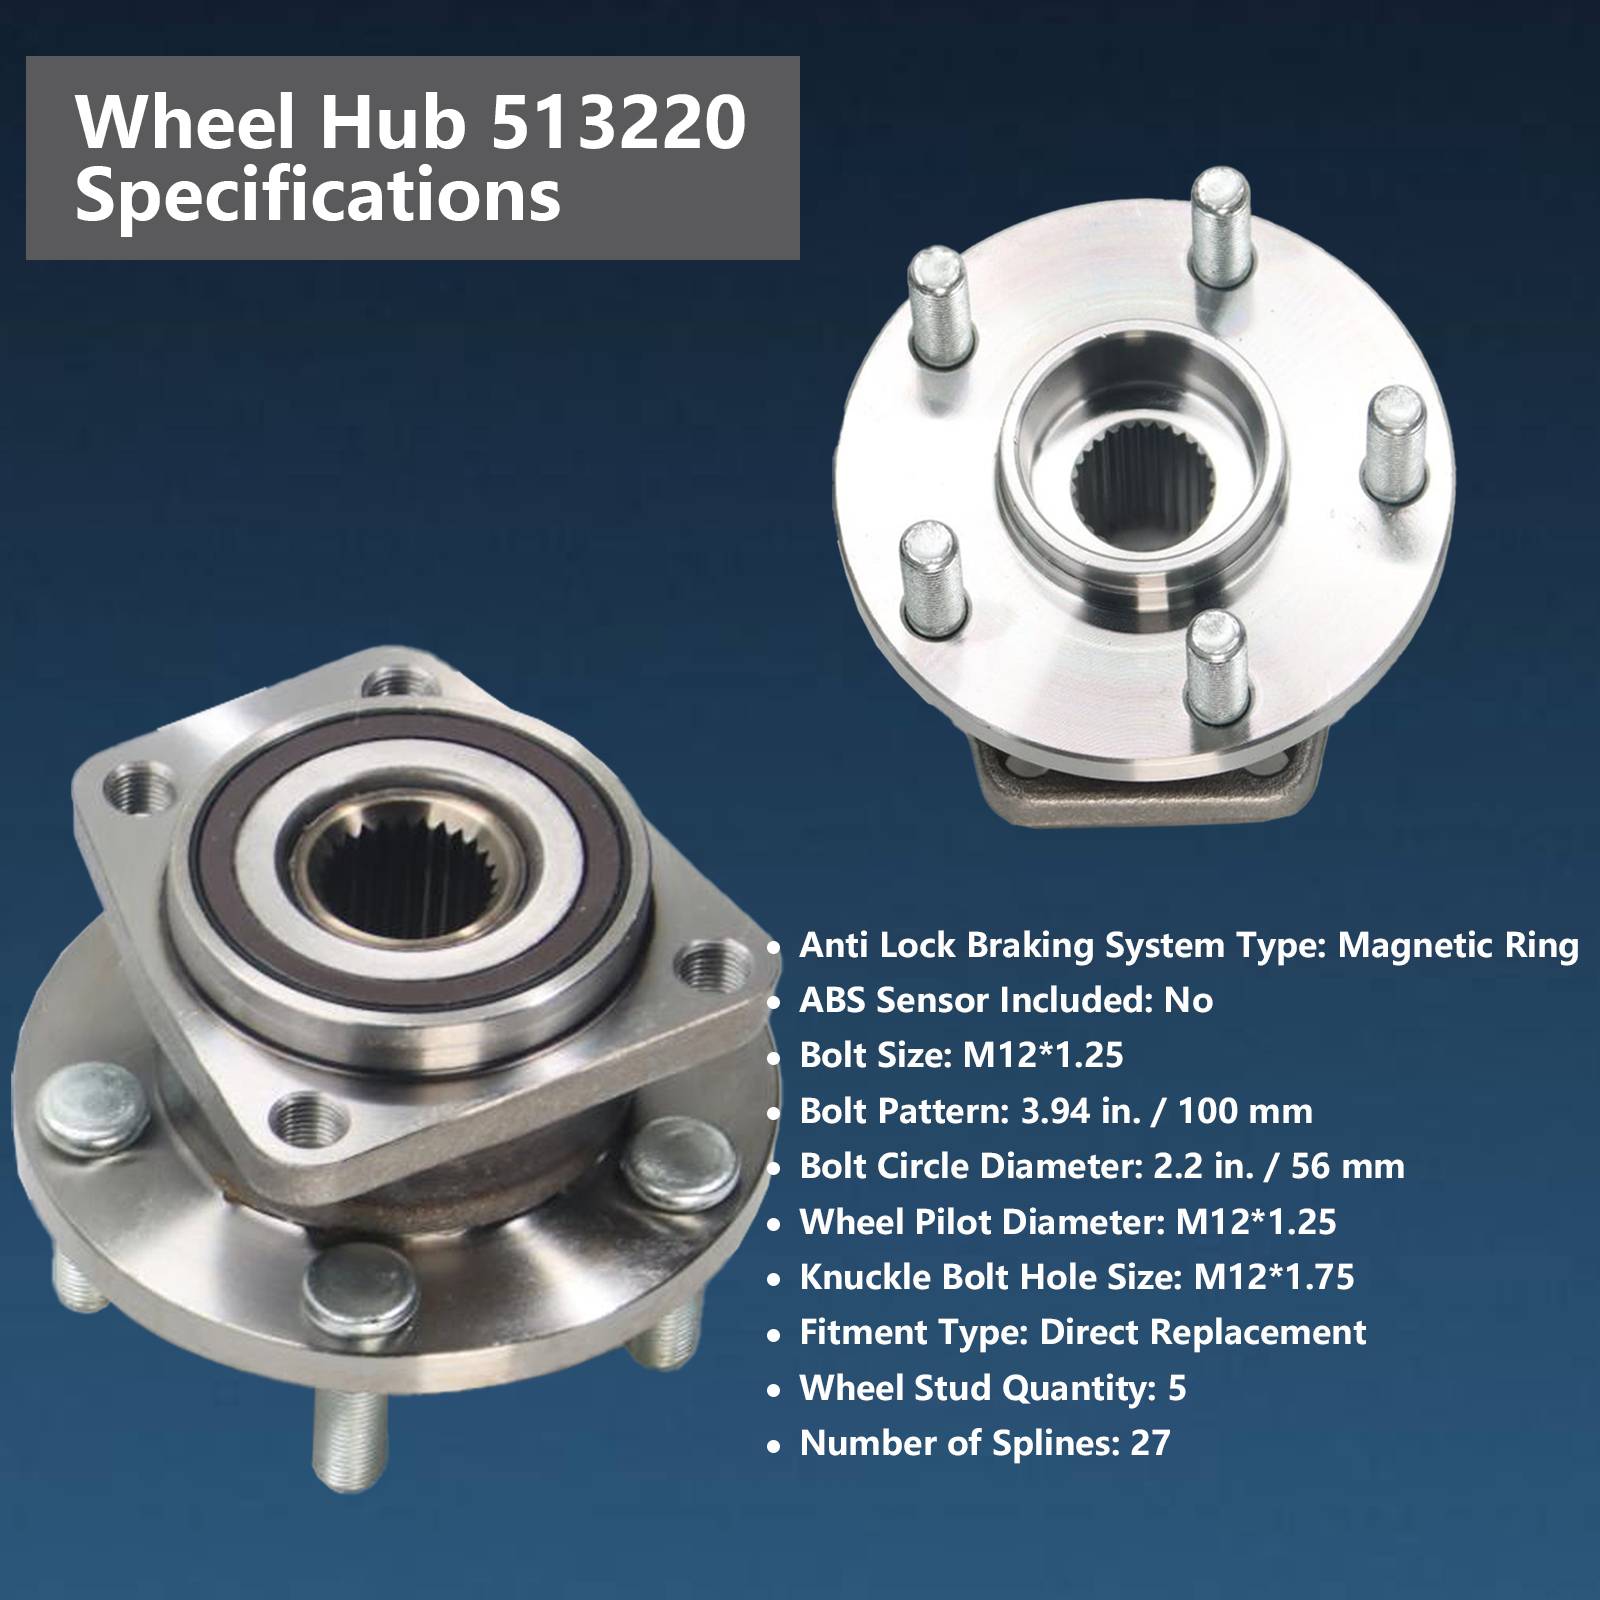 Wheel Hub 513220
Specifications
• Anti Lock Braking System Type: Magnetic Ring
• ABS Sensor Included: No
• Bolt Size: M12*1.25
• Bolt Pattern: 3.94 in. / 100 mm
• Bolt Circle Diameter: 2.2 in. / 56 mm
• Wheel Pilot Diameter: M12*1.25
• Knuckle Bolt Hole Size: M12*1.75
• Fitment Type: Direct Replacement
• Wheel Stud Quantity: 5
• Number of Splines: 27